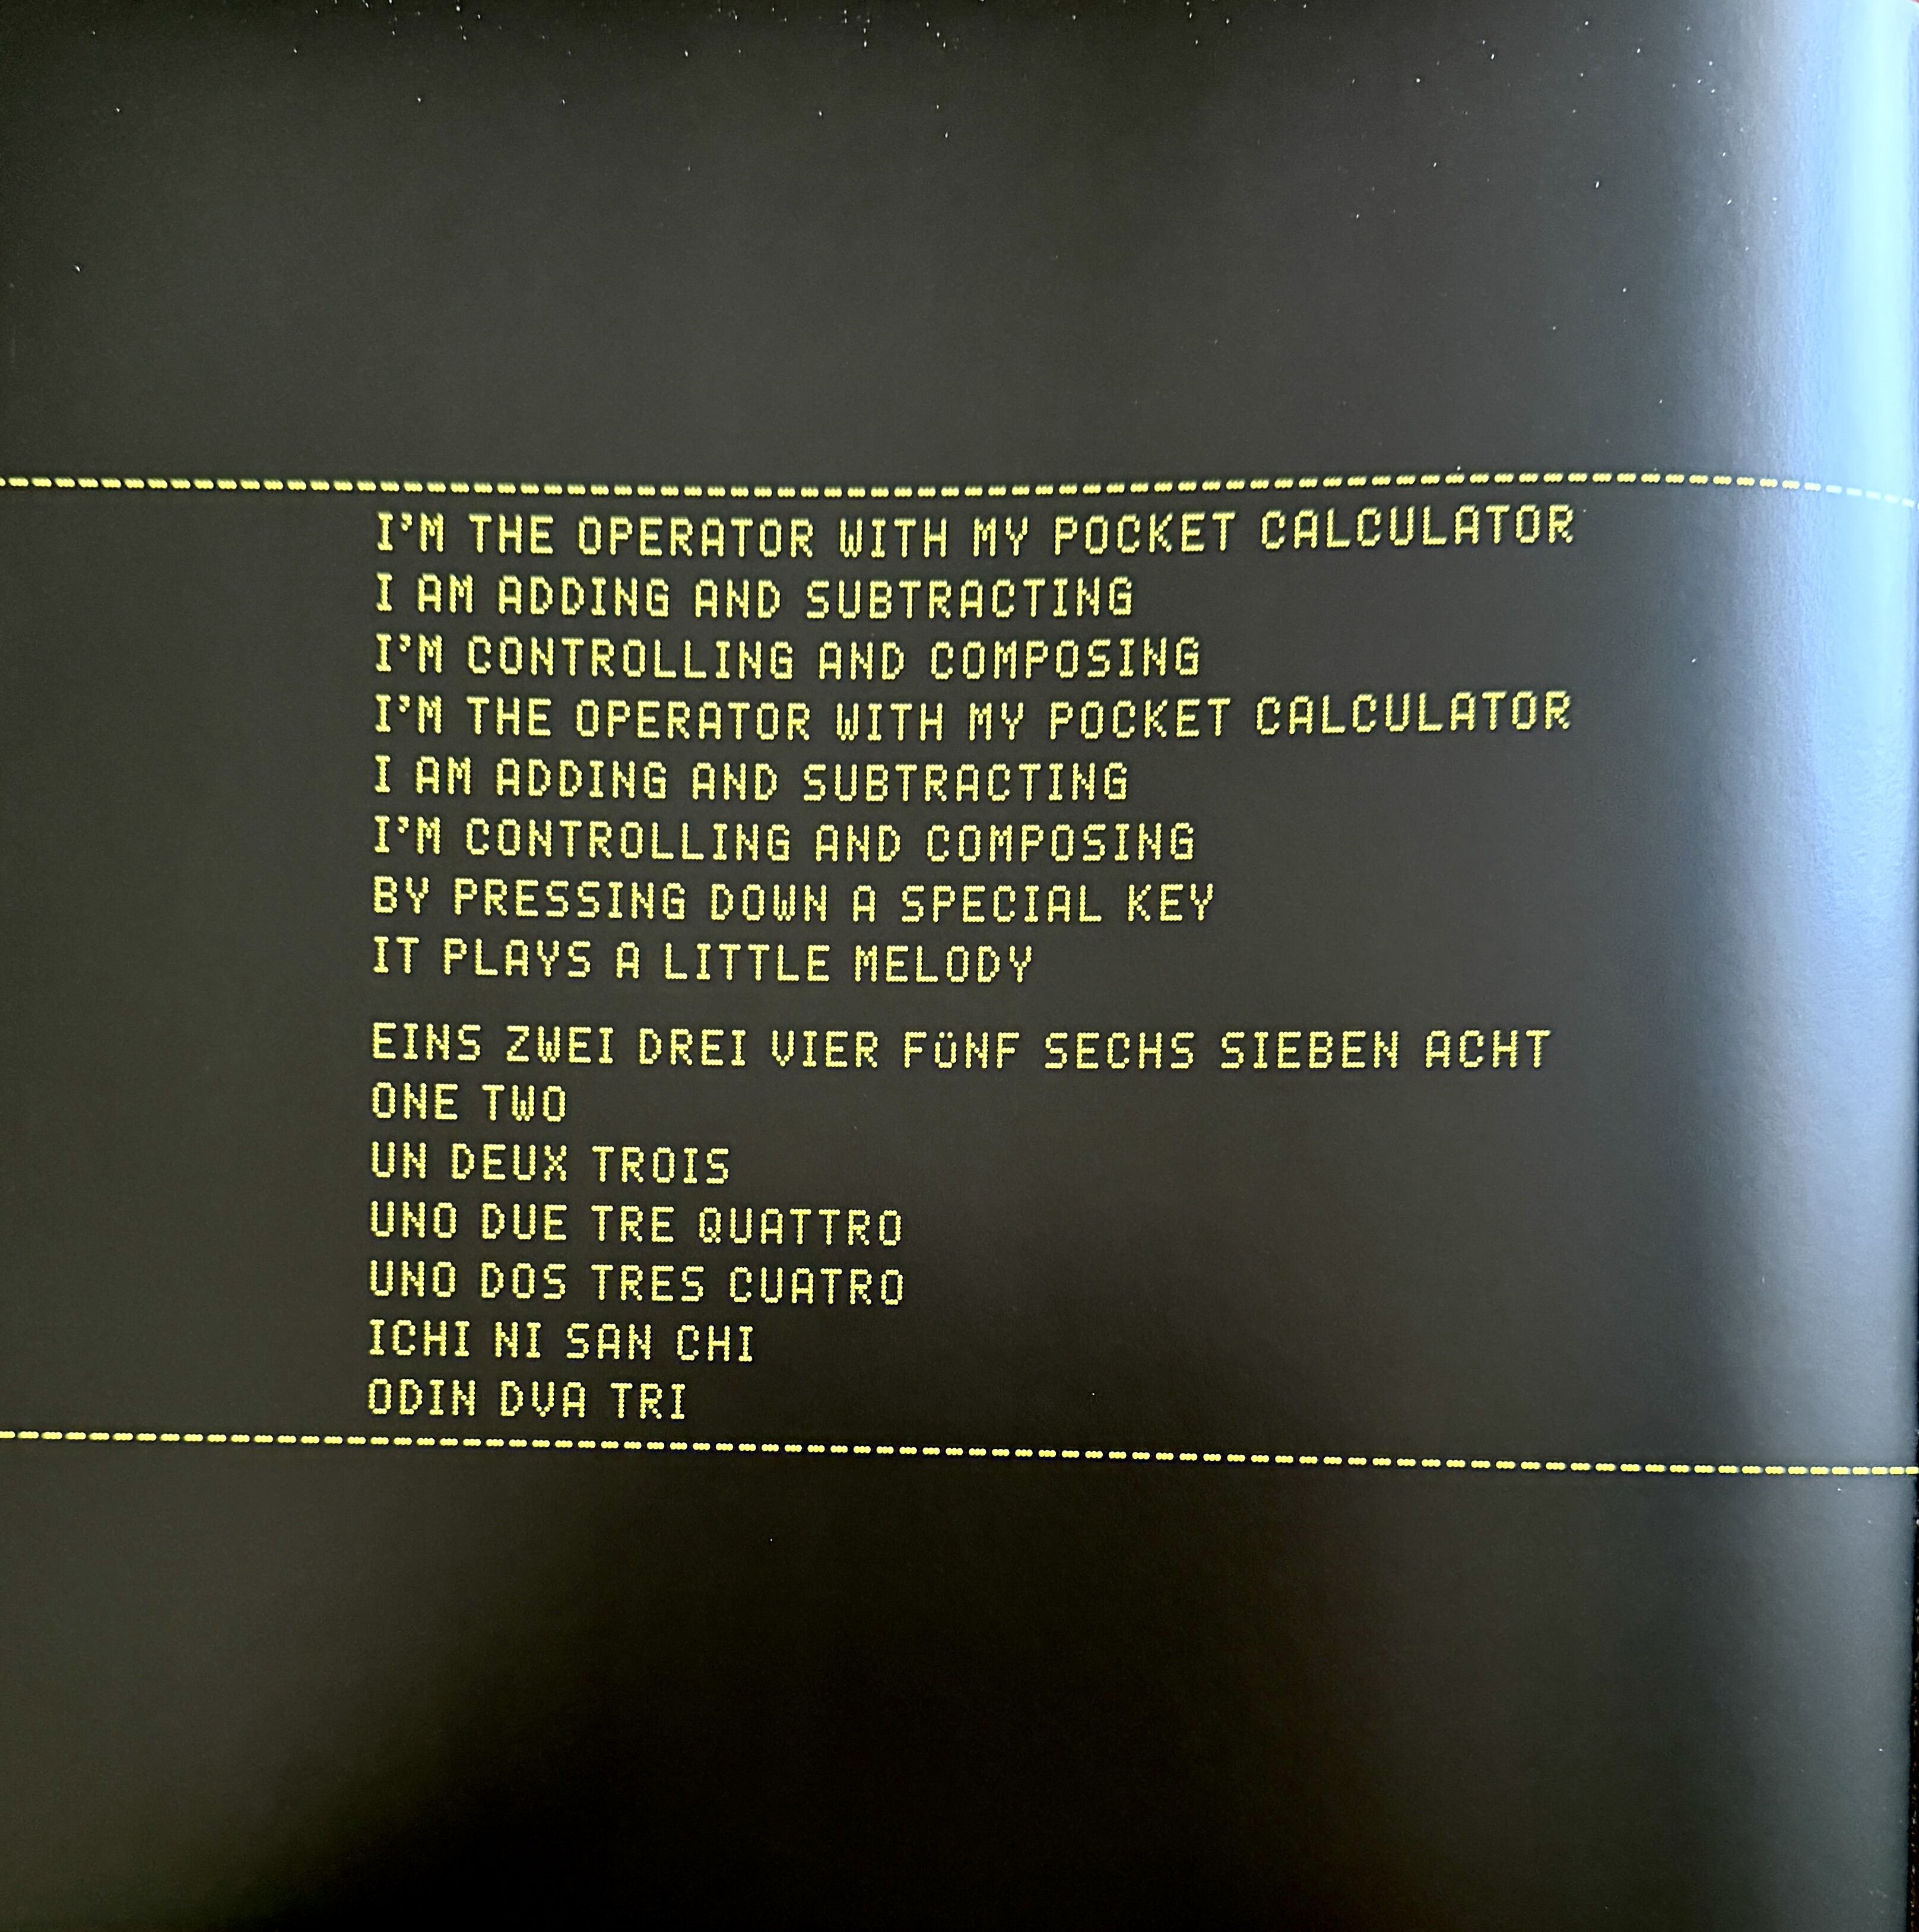 I'M THE OPERATOR WITH MY POCKET CALCULATOR
I AM ADDING AND SUBTRACTING
I'M CONTROLLING AND COMPOSING
I'M THE OPERATOR WITH MY POCKET CALCULATOR
I AM ADDING AND SUBTRACTING
I'M CONTROLLING AND COMPOSING
BY PRESSING DOWN A SPECIAL KEY
IT PLAYS A LITTLE MELODY
EINS ZWEI DREI VIER FÜNF SECHS SIEBEN ACHT
ONE TWO
UN DEUX TROIS
UNO DUE TRE QUATTRO
UNO DOS TRES CUATRO
ICHI NI SAN CHI
ODIN DVA TRI